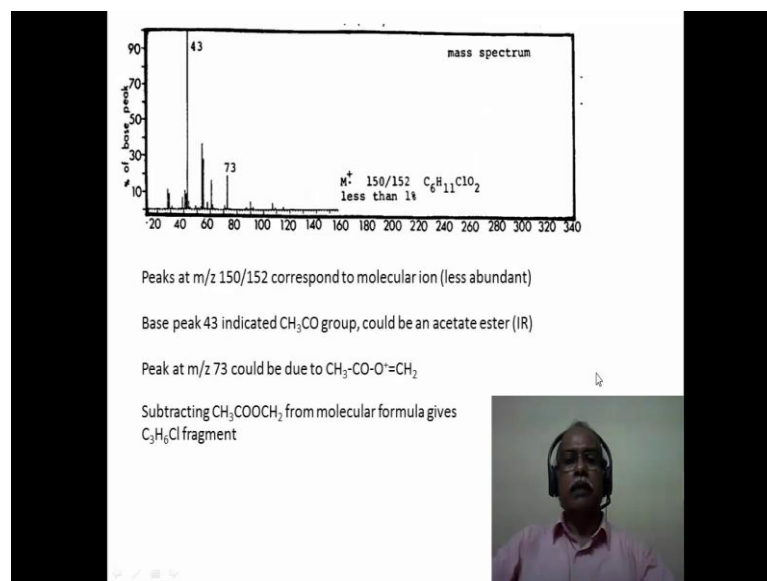 90
43
mass spectrum
70
50
30
73
10
% of base peak
M⁺· 150/152 C₆H₁₁ClO₂
less than 1%
20 40 60 80 100 120 140 160 180 200 220 240 260 280 300 320 340
Peaks at m/z 150/152 correspond to molecular ion (less abundant)
Base peak 43 indicated CH₃CO group, could be an acetate ester (IR)
Peak at m/z 73 could be due to CH₃-CO-O⁺=CH₂
Subtracting CH₃COOCH₂ from molecular formula gives
C₃H₆Cl fragment